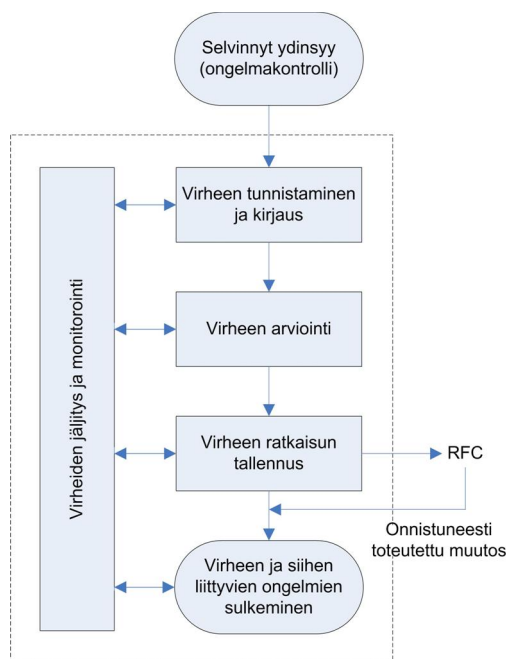 Selvinnyt ydinsyy
(ongelmakontrolli)
Virheiden jäljitys ja monitorointi
Virheen tunnistaminen
ja kirjaus
Virheen arviointi
Virheen ratkaisun
tallennus
RFC
Onnistuneesti
toteutettu muutos
Virheen ja siihen
liittyvien ongelmien
sulkeminen